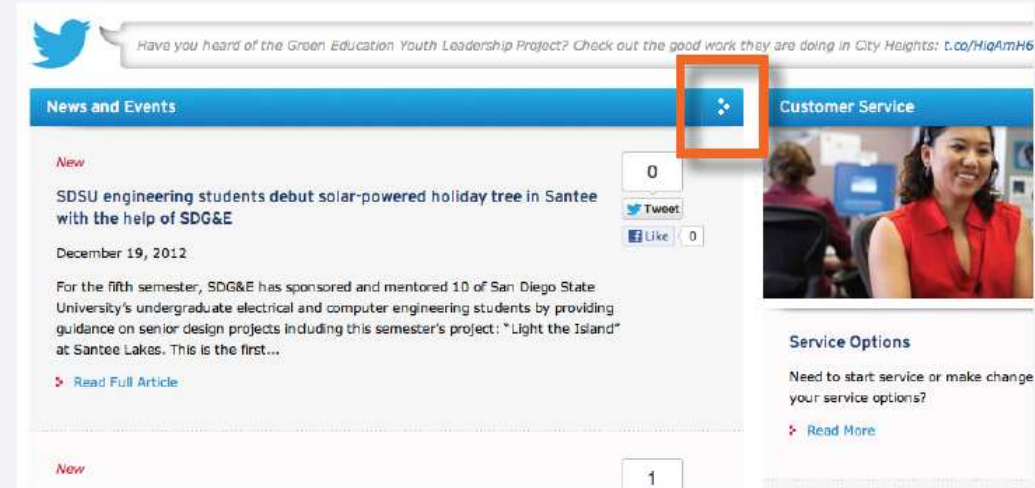 Have you heard of the Green Education Youth Leadership Project? Check out the good work they are doing in City Heights: t.co/HiqAmH6
News and Events
Customer Service
New
SDSU engineering students debut solar-powered holiday tree in Santee
with the help of SDG&E
0
Tweet
Like 0
December 19, 2012
For the fifth semester, SDG&E has sponsored and mentored 10 of San Diego State
University's undergraduate electrical and computer engineering students by providing
guidance on senior design projects including this semester's project: "Light the Island"
at Santee Lakes. This is the first...
Read Full Article
Service Options
Need to start service or make change
your service options?
Read More
New
1